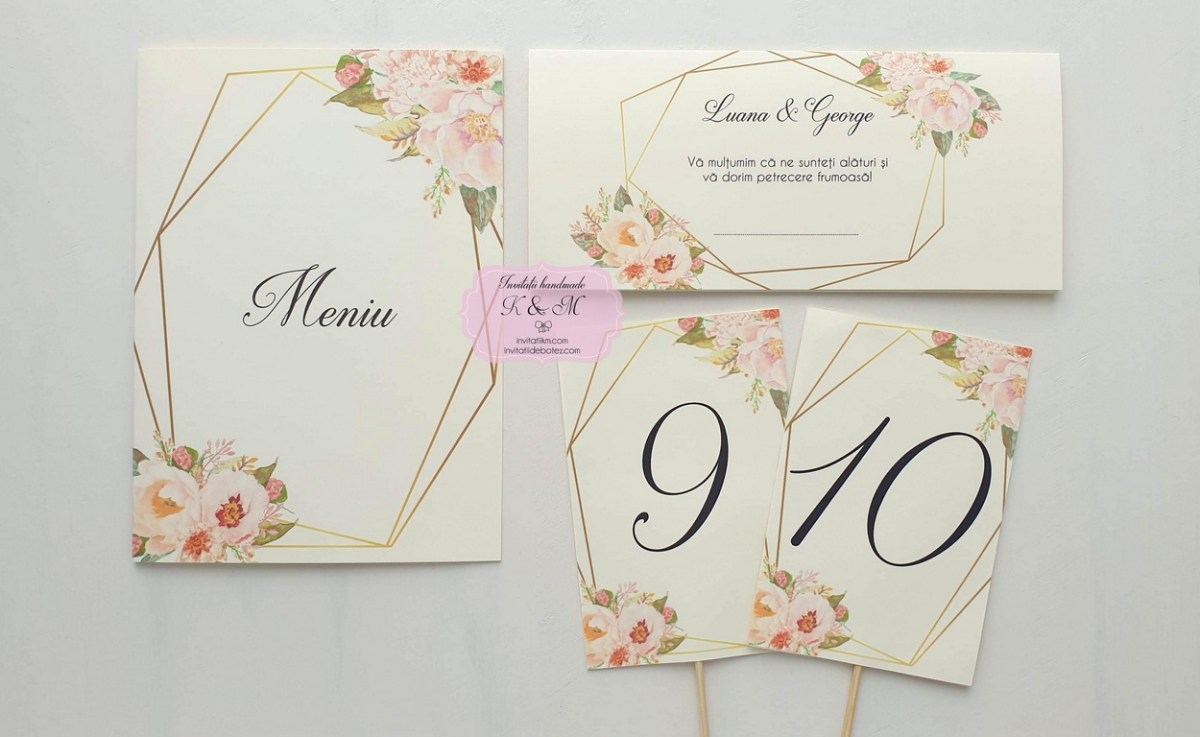 Meniu
Luana & George
Vă mulțumim că ne sunteți alături și
vă dorim petrecere frumoasă!
Invitații handmade
K & M
invitatiikm.com
invitatiidebotez.com
9
10